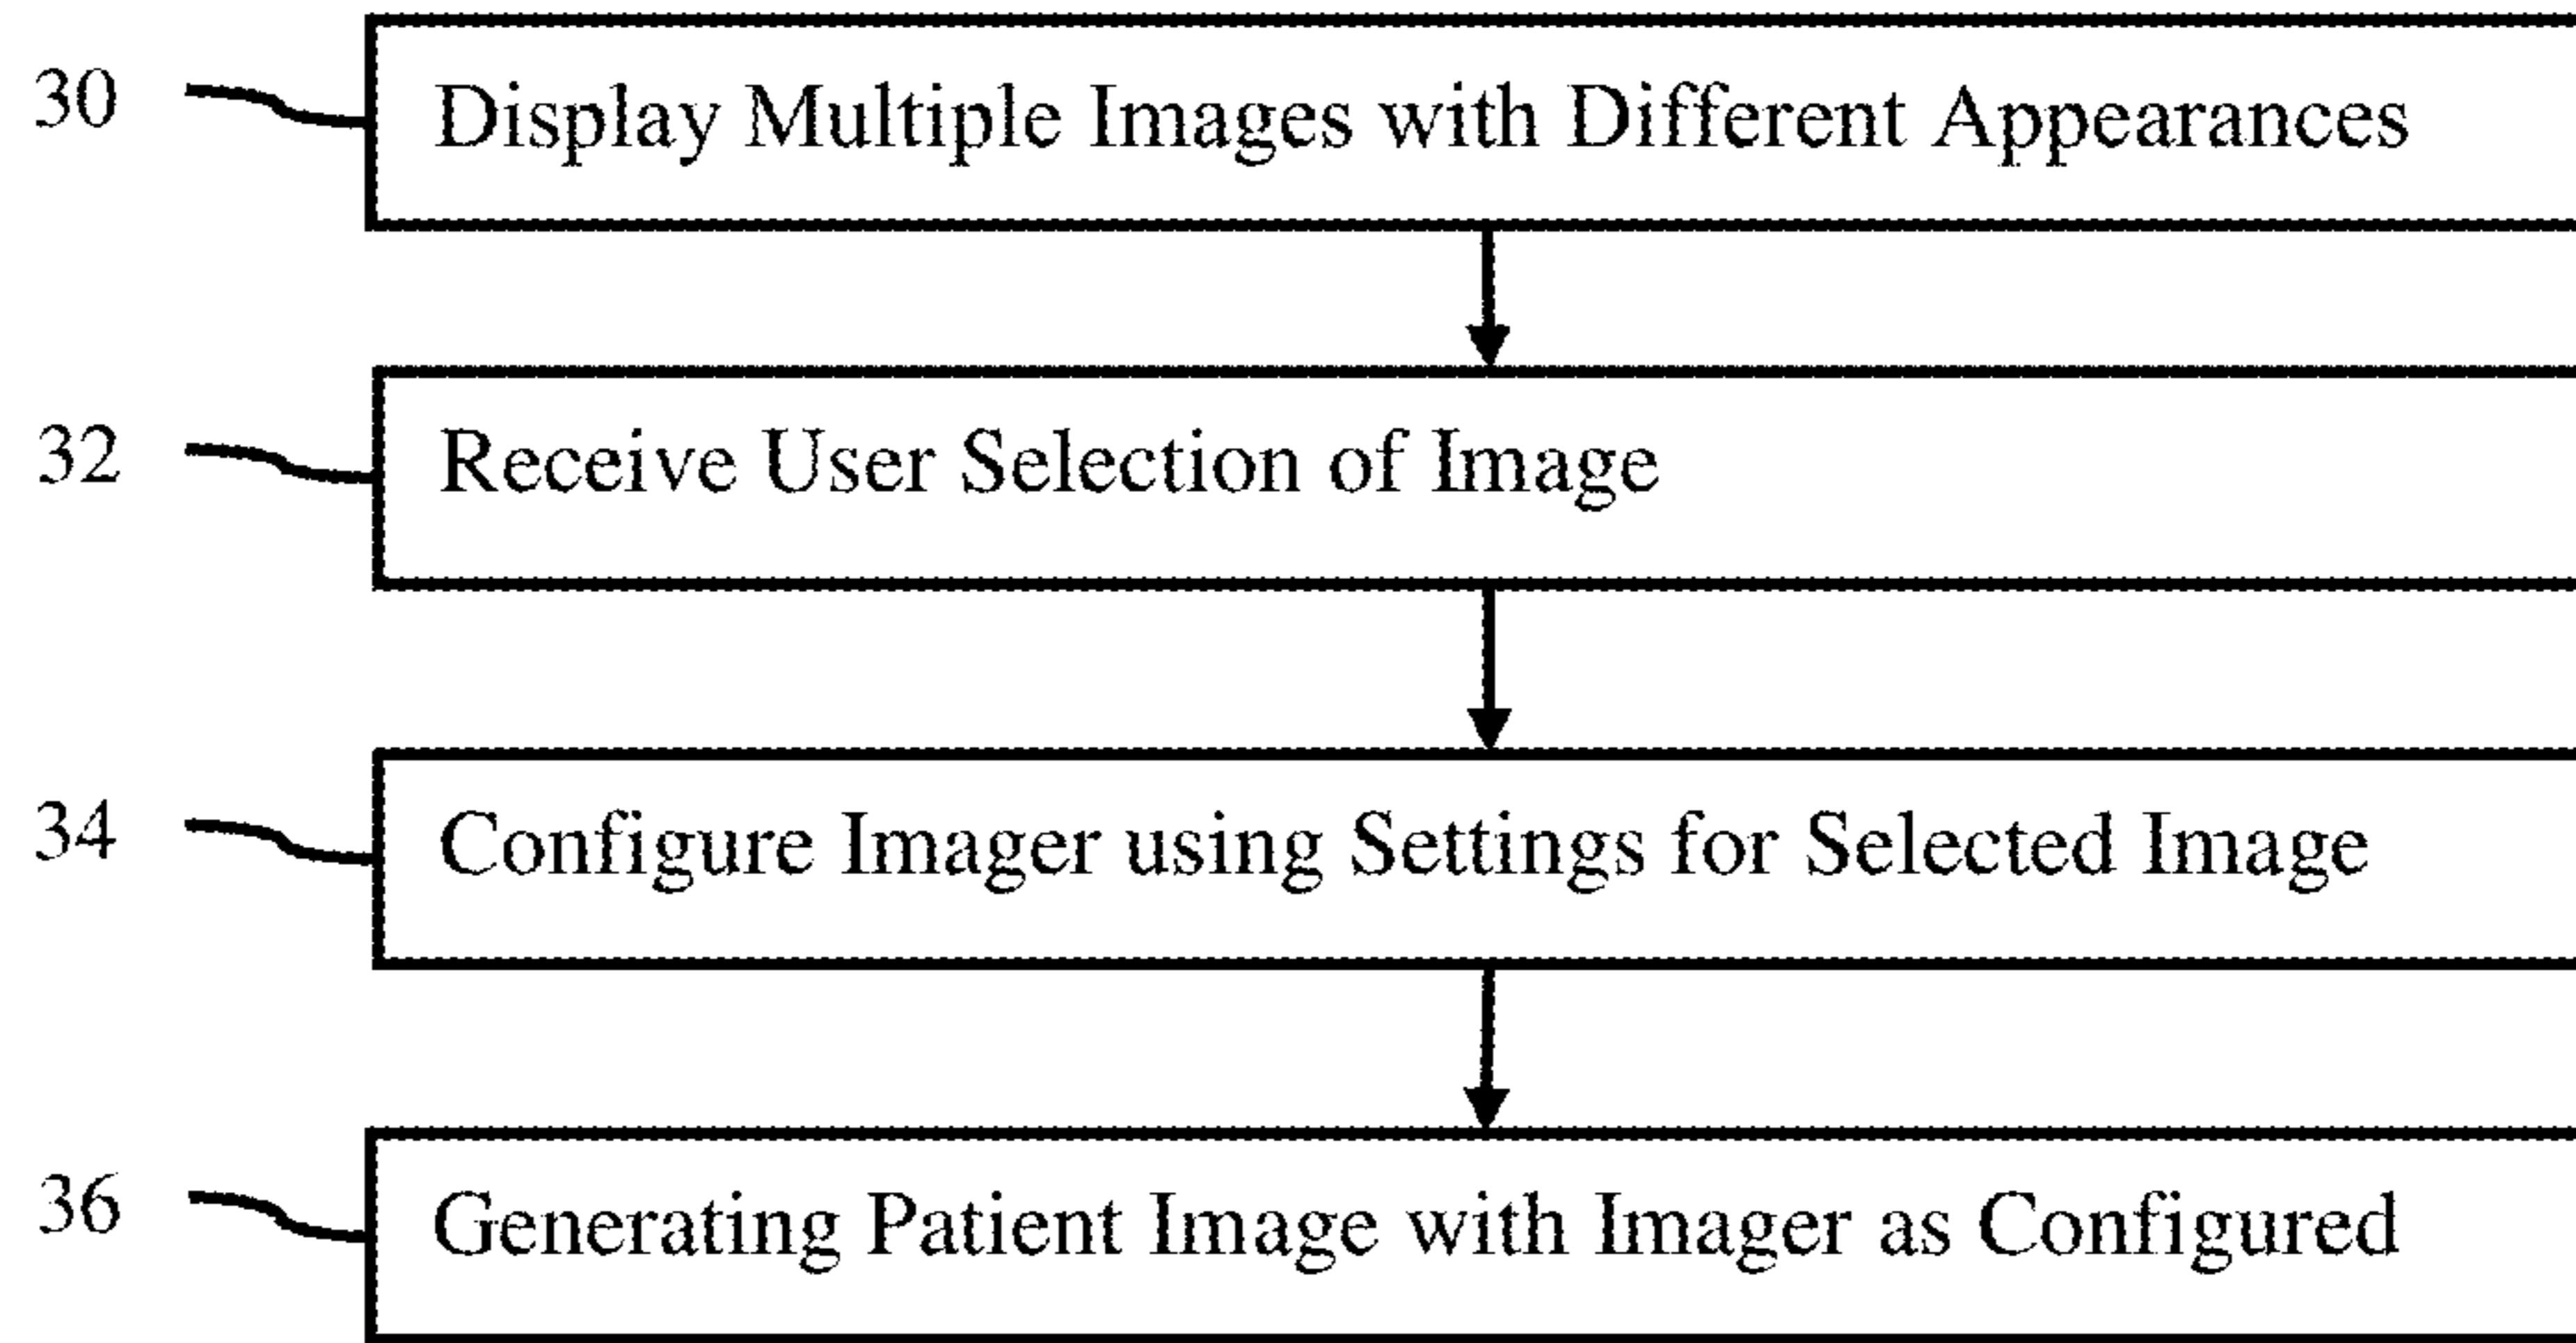 30 Display Multiple Images with Different Appearances
32 Receive User Selection of Image
34 Configure Imager using Settings for Selected Image
36 Generating Patient Image with Imager as Configured